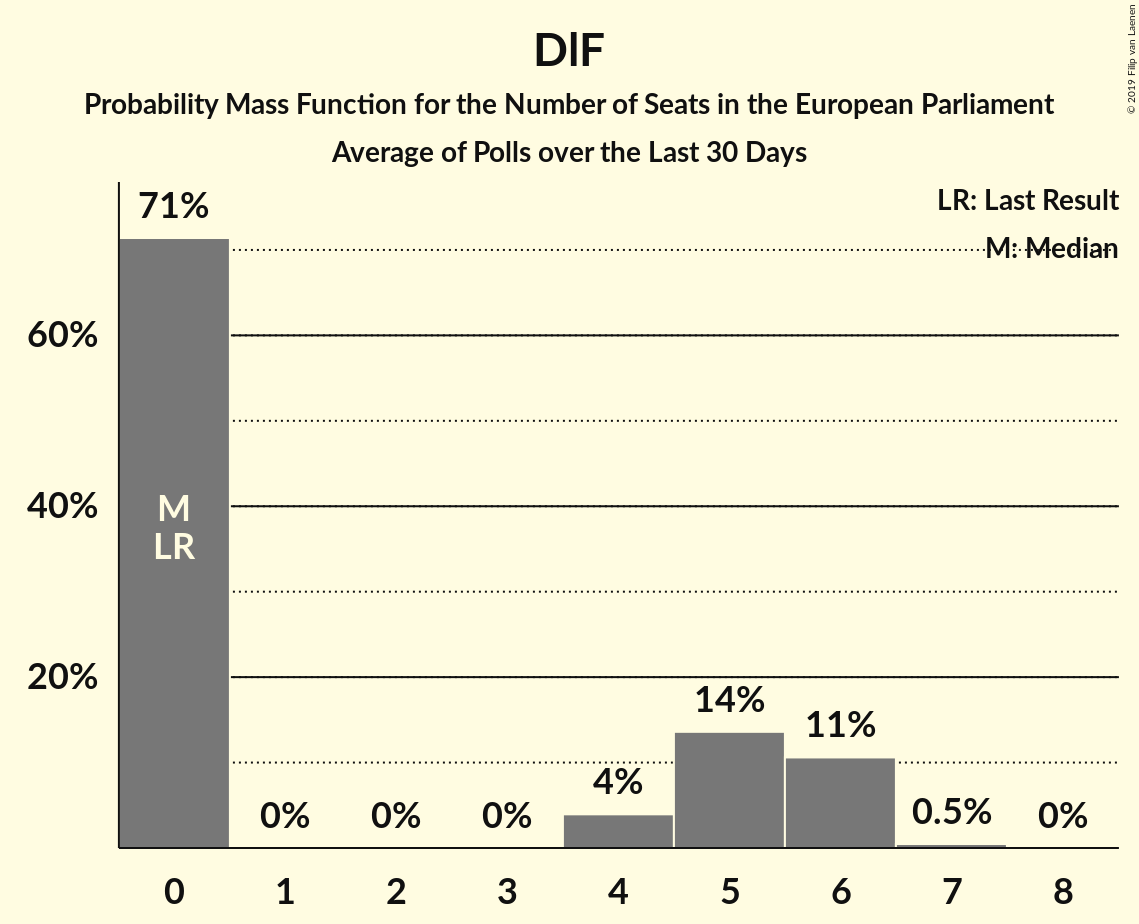 DlF
Probability Mass Function for the Number of Seats in the European Parliament
Average of Polls over the Last 30 Days
© 2019 Filip van Laenen
LR: Last Result
M: Median
71%
60%
40%
20%
M
LR
0%
0%
0%
4%
14%
11%
0.5%
0%
0
1
2
3
4
5
6
7
8